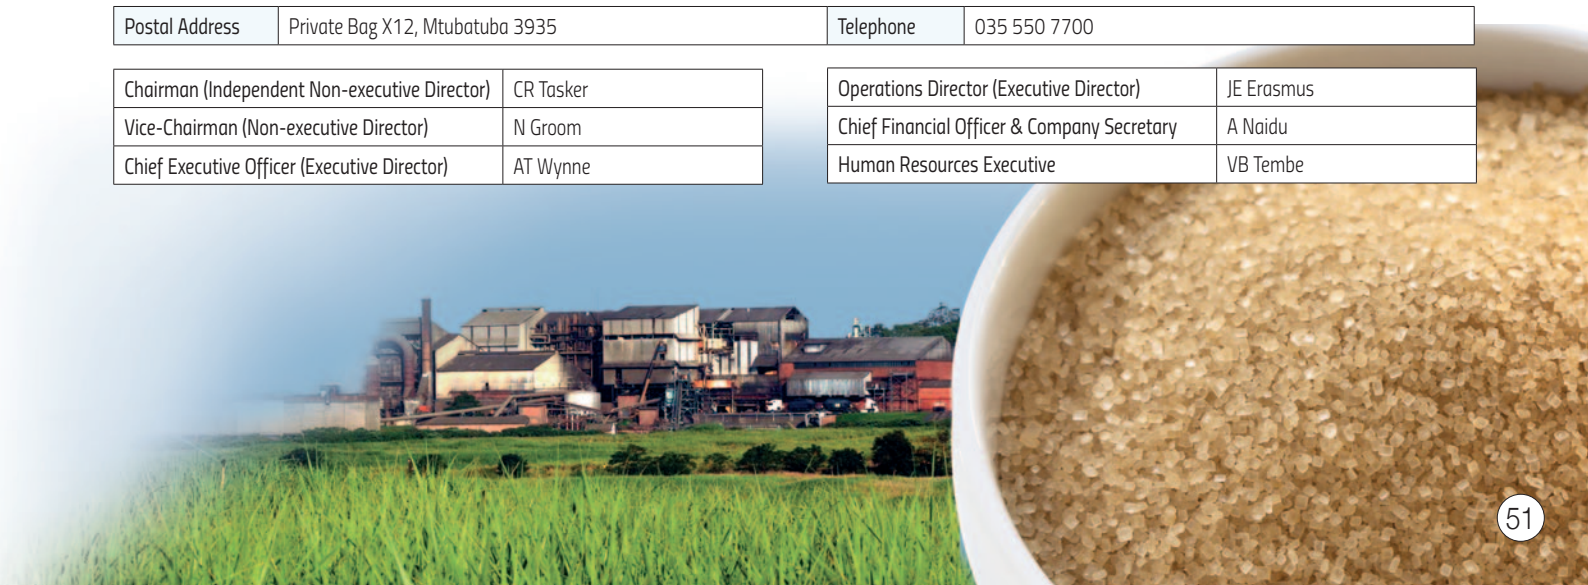 Postal Address Private Bag X12, Mtubatuba 3935 Telephone 035 550 7700
Chairman (Independent Non-executive Director) CR Tasker
Vice-Chairman (Non-executive Director) N Groom
Chief Executive Officer (Executive Director) AT Wynne
Operations Director (Executive Director) JE Erasmus
Chief Financial Officer & Company Secretary A Naidu
Human Resources Executive VB Tembe
51